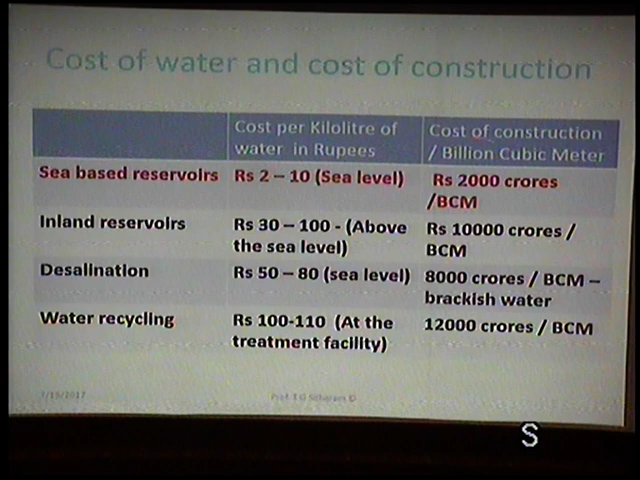 Cost of water and cost of construction
Cost per Kilolitre of
water in Rupees
Cost of construction
/ Billion Cubic Meter
Sea based reservoirs
Rs 2 – 10 (Sea level)
Rs 2000 crores
/BCM
Inland reservoirs
Rs 30 – 100 - (Above
the sea level)
Rs 10000 crores /
BCM
Desalination
Rs 50 – 80 (sea level)
8000 crores / BCM –
brackish water
Water recycling
Rs 100-110 (At the
treatment facility)
12000 crores / BCM
Prof. T G Sitharam ©
S